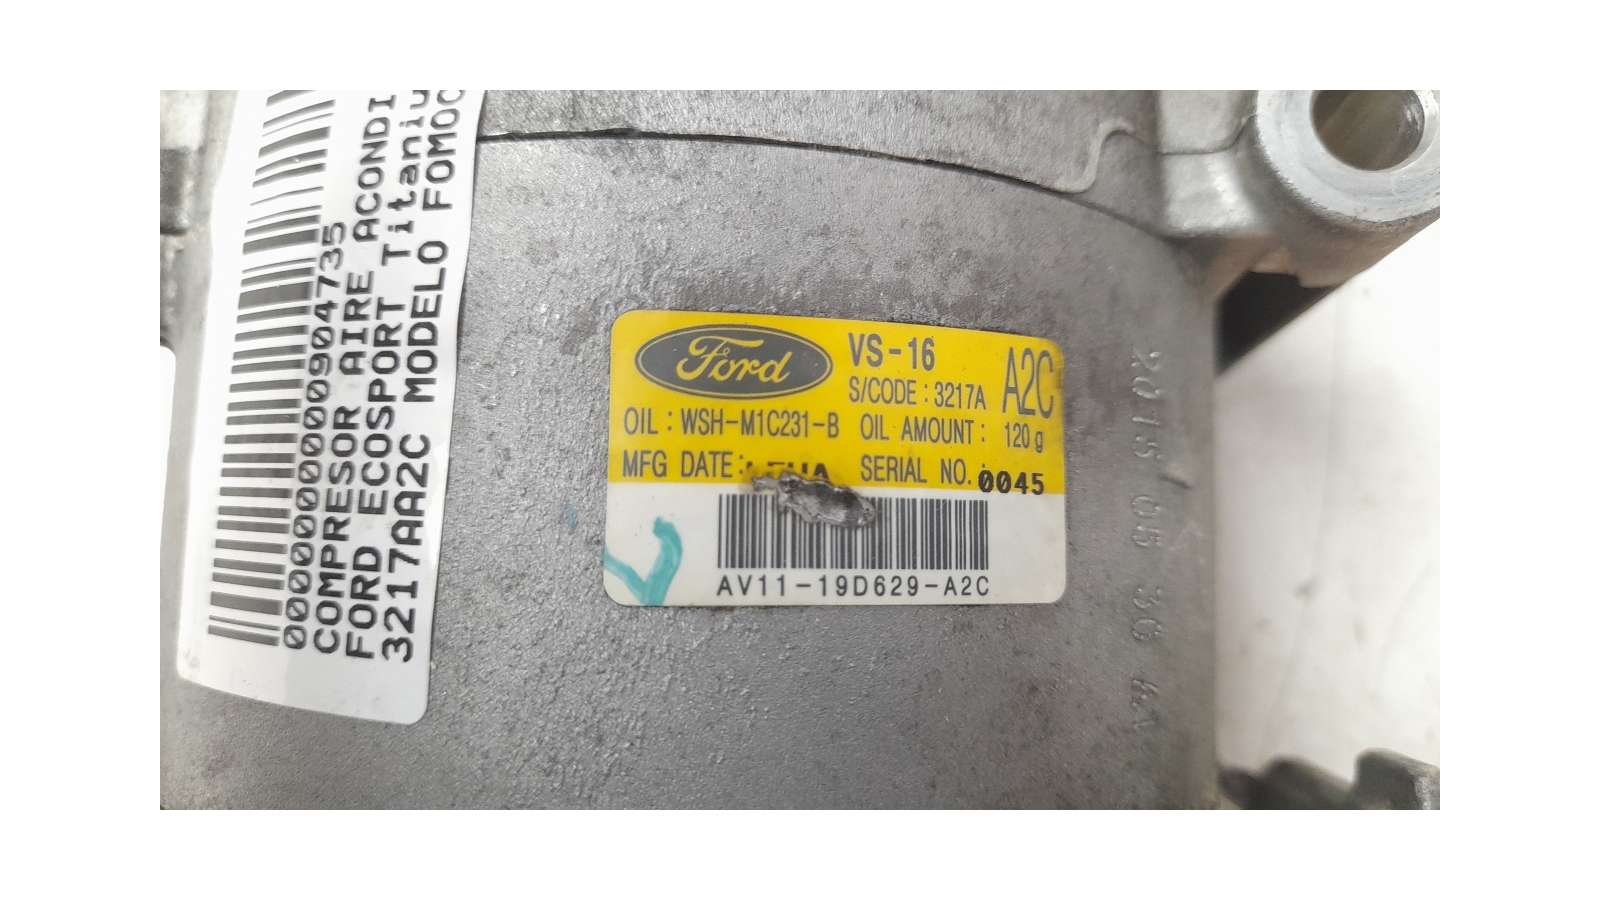 0000000000904735
COMPRESOR AIRE ACONDI
FORD ECOSPORT Titaniu
3217AAA2C MODELO FOMOC
Ford
VS-16
A2C
S/CODE : 3217A
OIL : WSH-M1C231-B OIL AMOUNT : 120 g
MFG DATE : SERIAL NO. : 0045
AV11-19D629-A2C